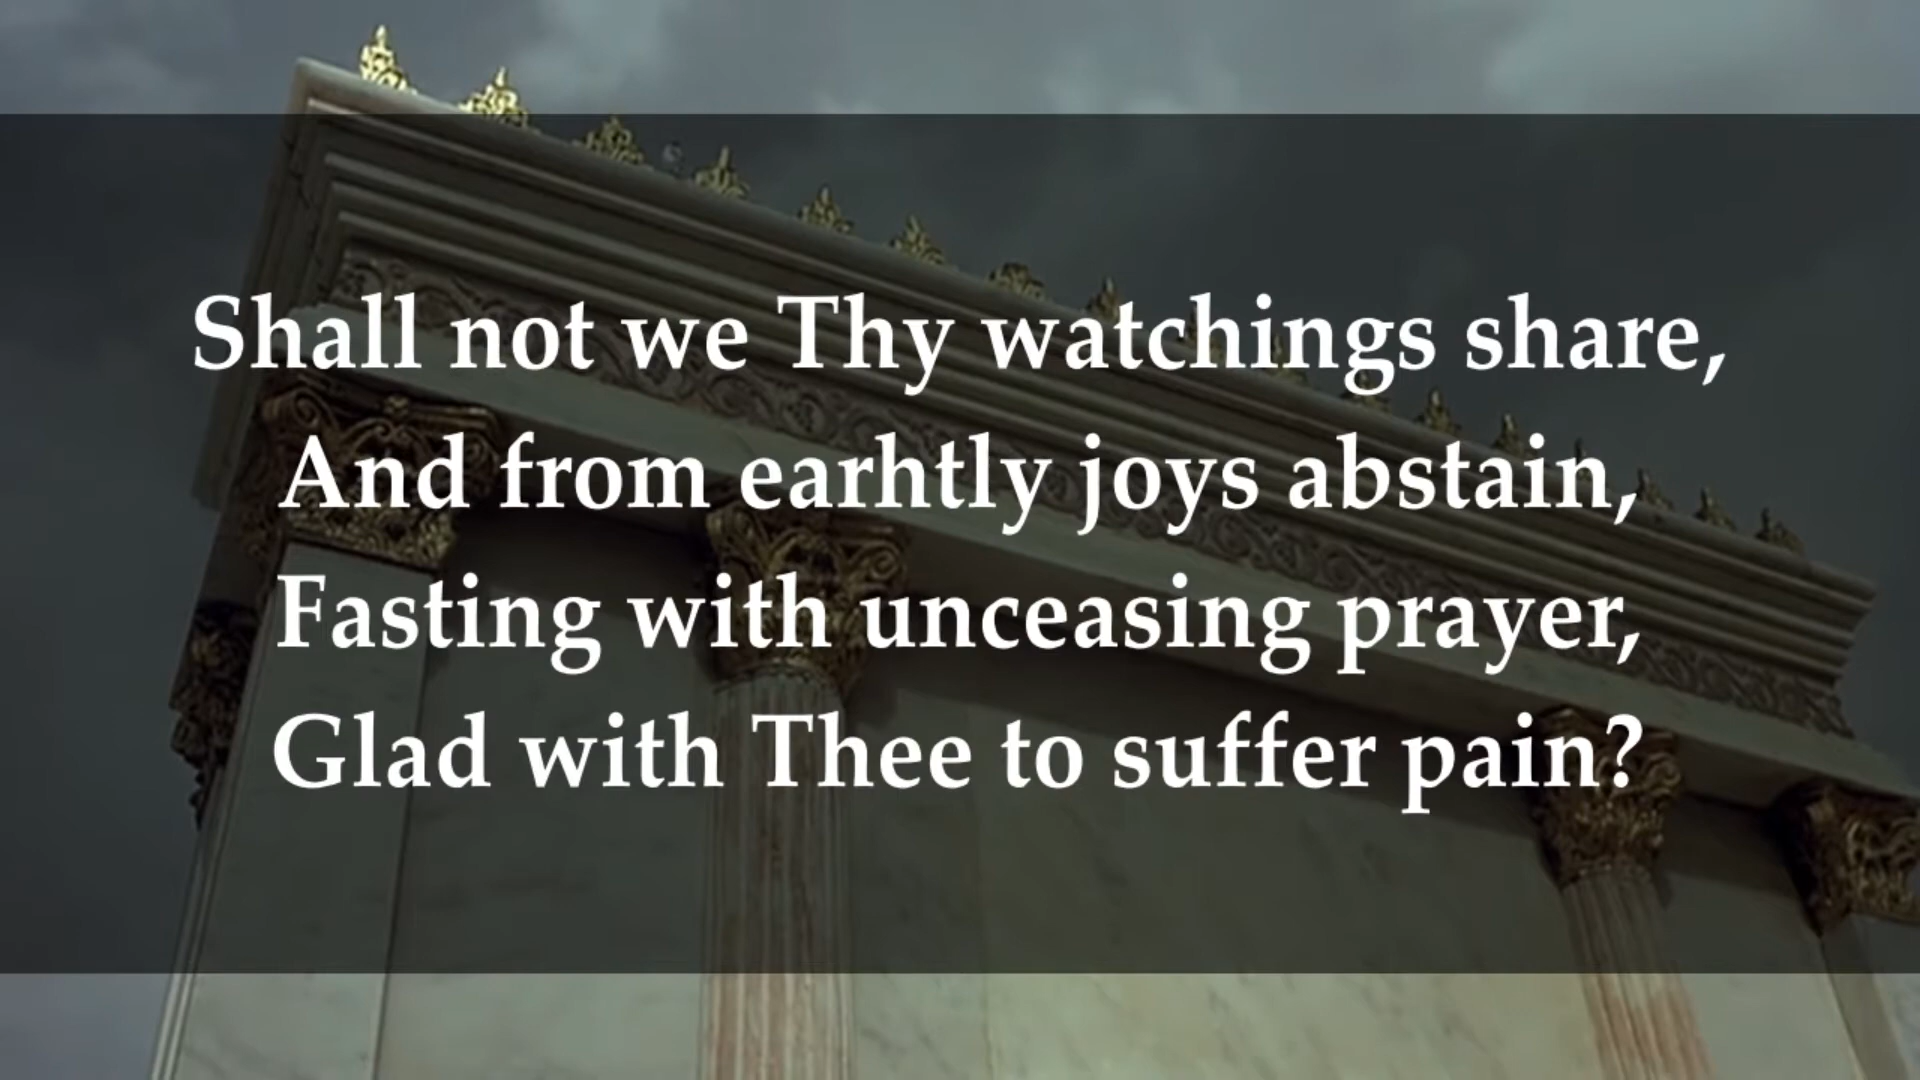 Shall not we Thy watchings share,
And from earhtly joys abstain,
Fasting with unceasing prayer,
Glad with Thee to suffer pain?